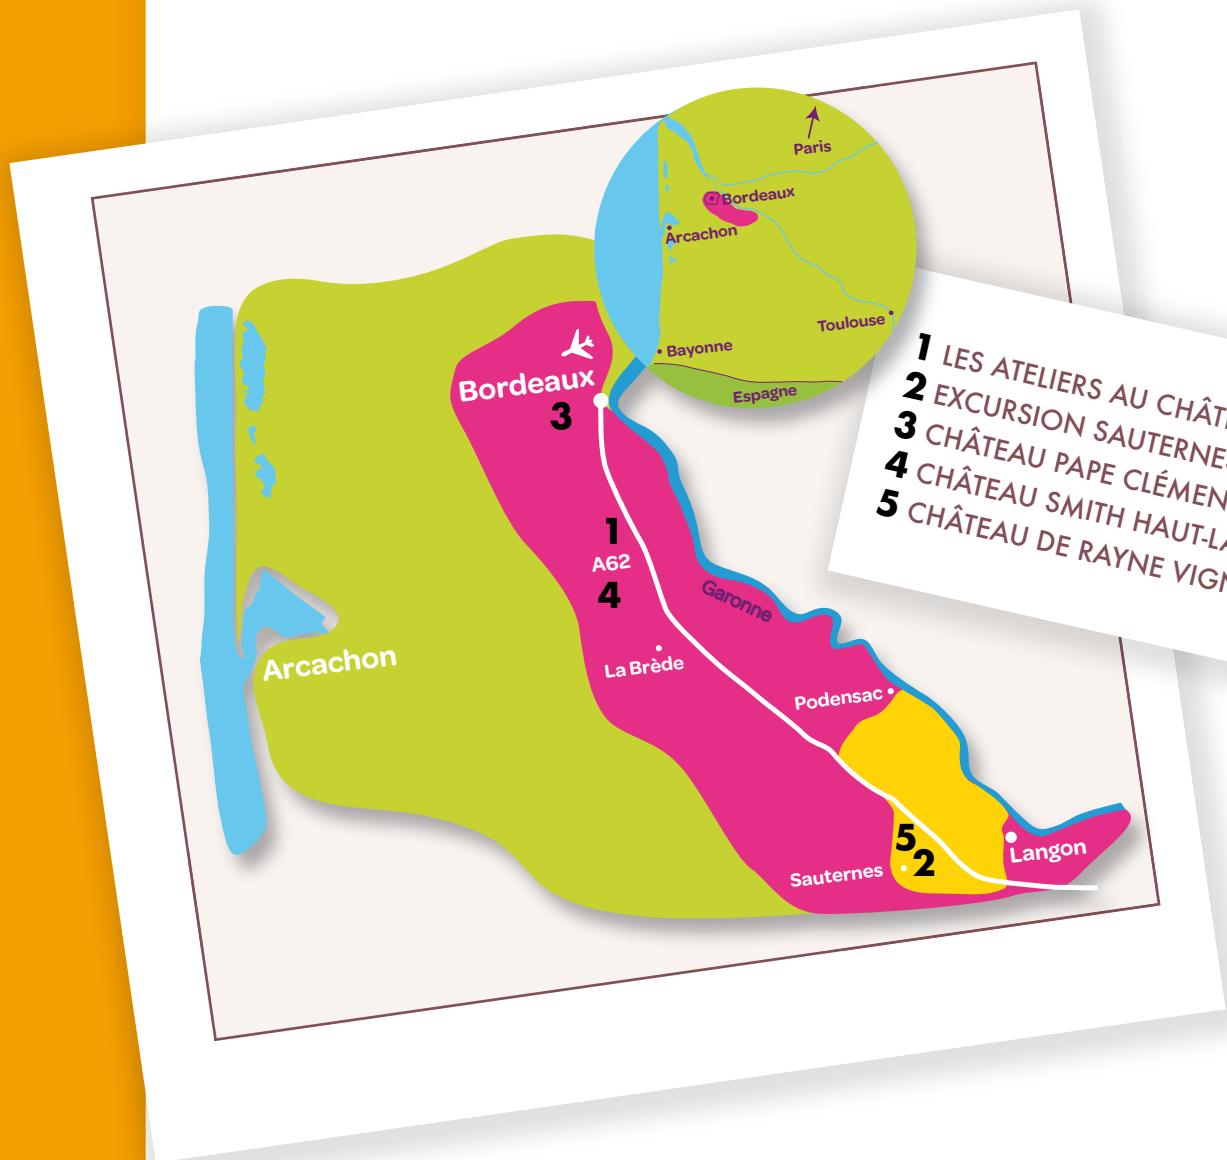 Paris
Bordeaux
Arcachon
Toulouse
Bayonne
Espagne
Bordeaux
3
1
A62
4
Garonne
La Brède
Arcachon
Podensac
5
2
Sauternes
Langon
1 LES ATELIERS AU CHÂT
2 EXCURSION SAUTERNES
3 CHÂTEAU PAPE CLÉMEN
4 CHÂTEAU SMITH HAUT-LA
5 CHÂTEAU DE RAYNE VIGN